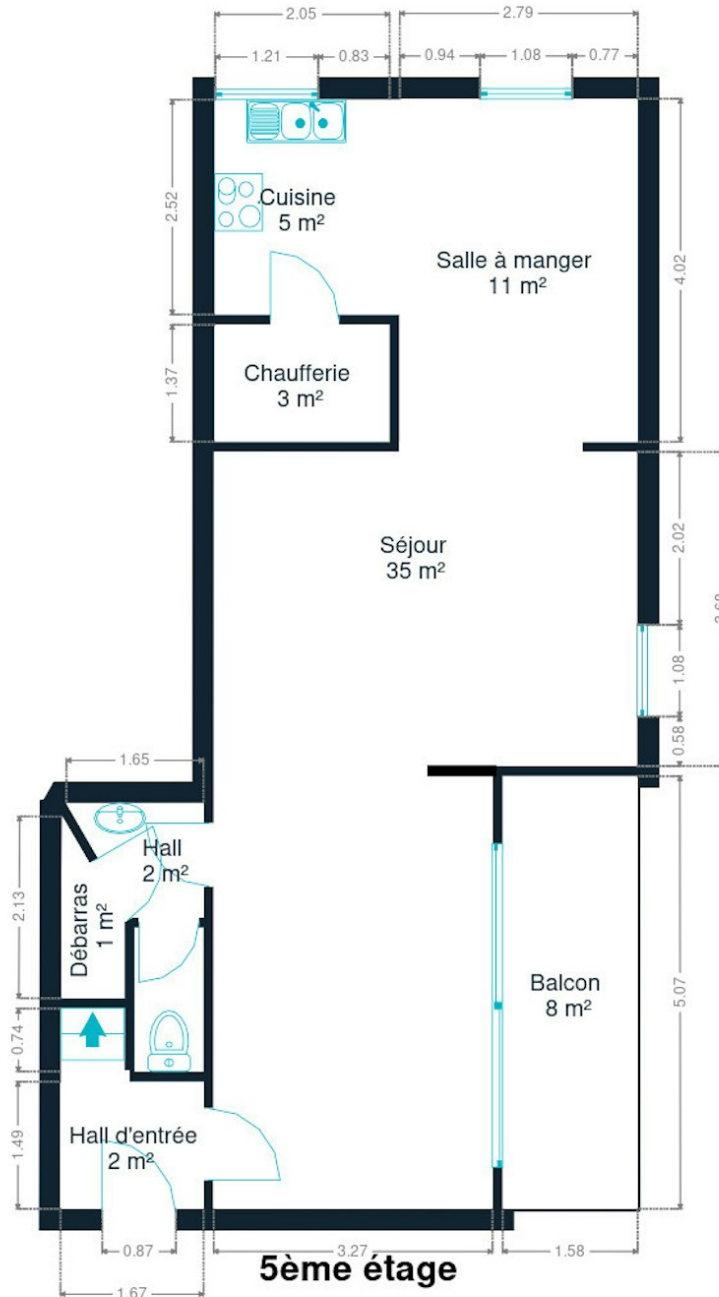 2.05
2.79
1.21
0.83
0.94
1.08
0.77
2.52
Cuisine
5 m²
Salle à manger
11 m²
4.02
1.37
Chaufferie
3 m²
Séjour
35 m²
2.02
1.08
0.58
1.65
Hall
2 m²
2.13
Débarras
1 m²
Balcon
8 m²
5.07
0.74
1.49
Hall d'entrée
2 m²
0.87
3.27
1.58
5ème étage
1.67